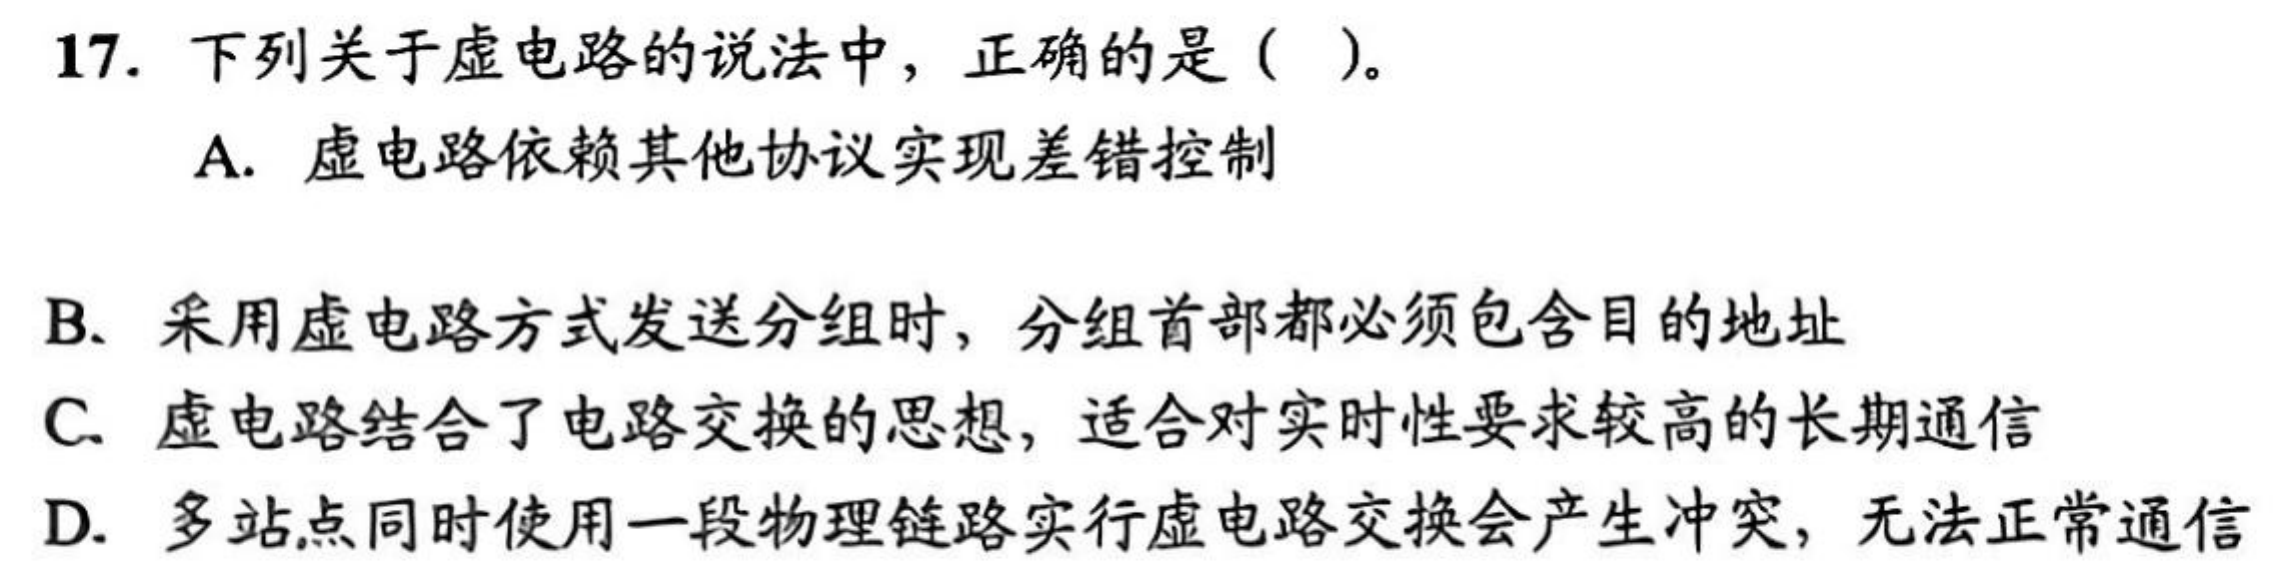 17. 下列关于虚电路的说法中，正确的是（ ）。
A. 虚电路依赖其他协议实现差错控制
B. 采用虚电路方式发送分组时，分组首部都必须包含目的地址
C. 虚电路结合了电路交换的思想，适合对实时性要求较高的长期通信
D. 多站点同时使用一段物理链路实行虚电路交换会产生冲突，无法正常通信